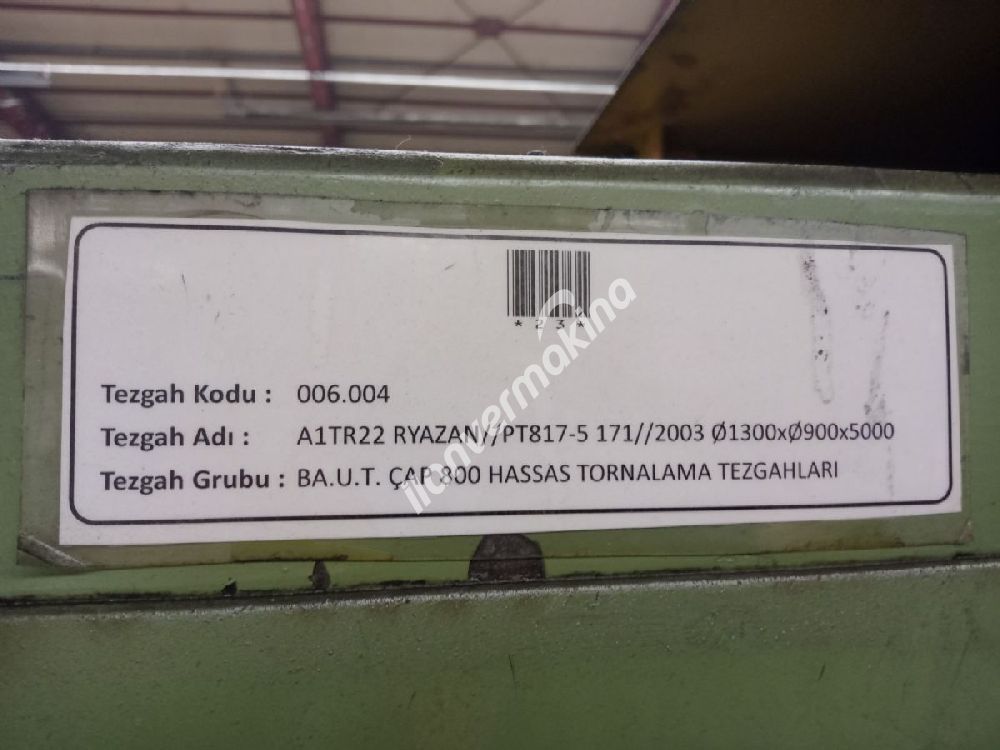 *23*
Tezgah Kodu : 006.004
Tezgah Adı : A1TR22 RYAZAN//PT817-5 171//2003 Ø1300xØ900x5000
Tezgah Grubu : BA.U.T. ÇAP 800 HASSAS TORNALAMA TEZGAHLARI
ilanvermakina